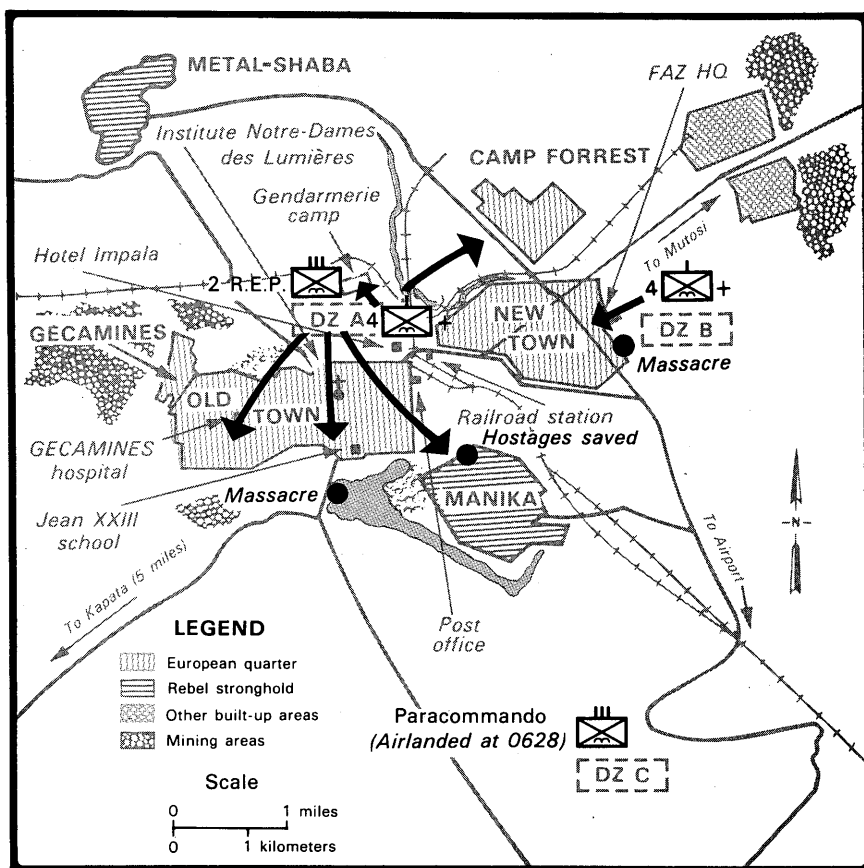 METAL-SHABA
FAZ HQ
Institute Notre-Dames
des Lumières
CAMP FORREST
Gendarmerie
camp
Hotel Impala
To Mutosi
2 R.E.P.
DZ A
4
+
NEW
TOWN
4
+
DZ B
Massacre
GECAMINES
OLD
TOWN
Railroad station
Hostages saved
GECAMINES
hospital
Massacre
MANIKA
Jean XXIII
school
N
To Airport
To Kapata (5 miles)
Post
office
LEGEND
European quarter
Rebel stronghold
Other built-up areas
Mining areas
Paracommando
(Airlanded at 0628)
DZ C
Scale
0 1 miles
0 1 kilometers